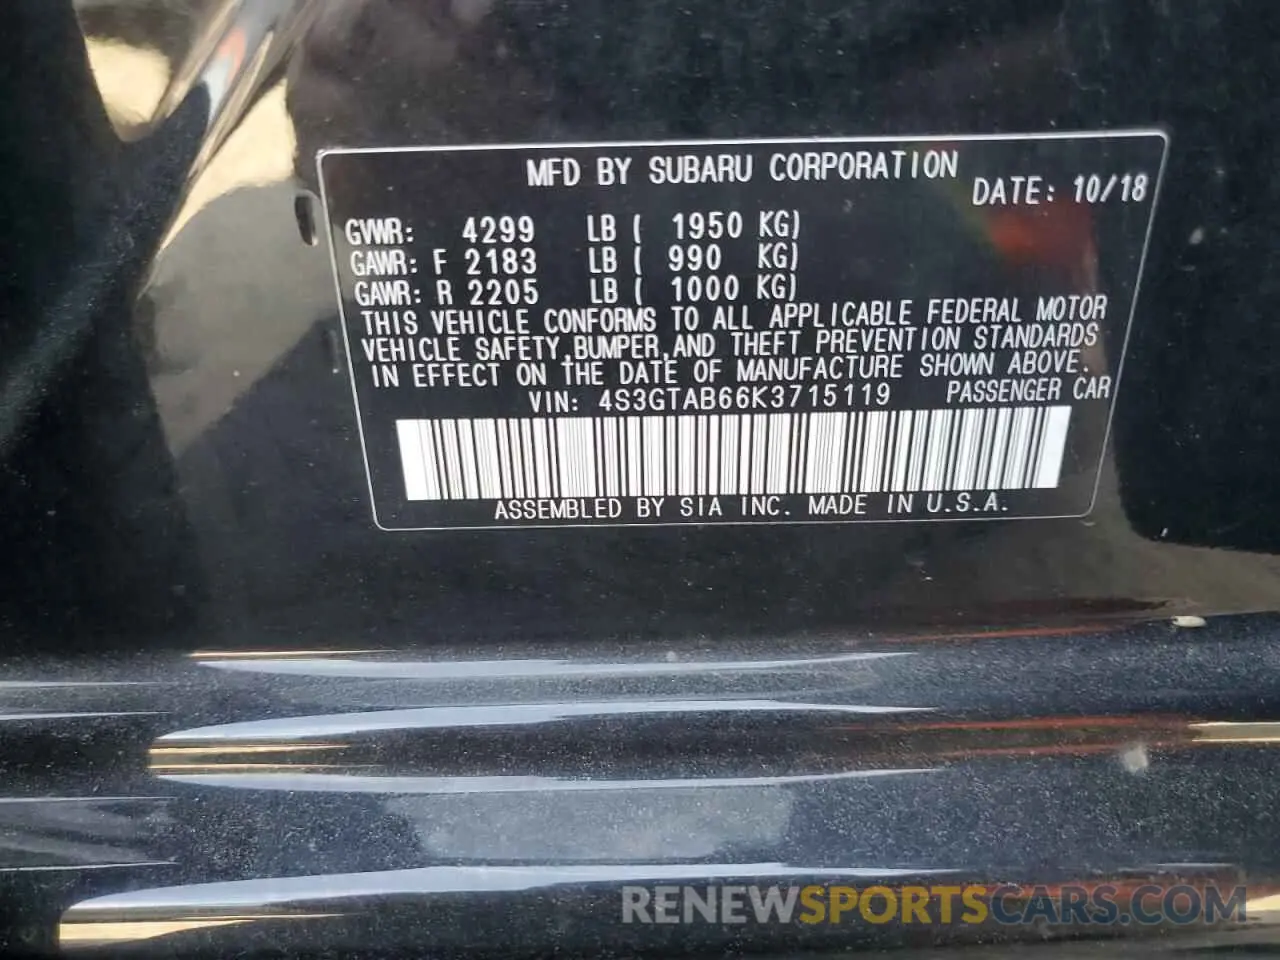 MFD BY SUBARU CORPORATION
DATE: 10/18
GVWR: 4299 LB ( 1950 KG)
GAWR: F 2183 LB ( 990 KG)
GAWR: R 2205 LB ( 1000 KG)
THIS VEHICLE CONFORMS TO ALL APPLICABLE FEDERAL MOTOR
VEHICLE SAFETY,BUMPER,AND THEFT PREVENTION STANDARDS
IN EFFECT ON THE DATE OF MANUFACTURE SHOWN ABOVE.
VIN: 4S3GTAB66K3715119 PASSENGER CAR
ASSEMBLED BY SIA INC. MADE IN U.S.A.
RENEWSPORTSCARS.COM